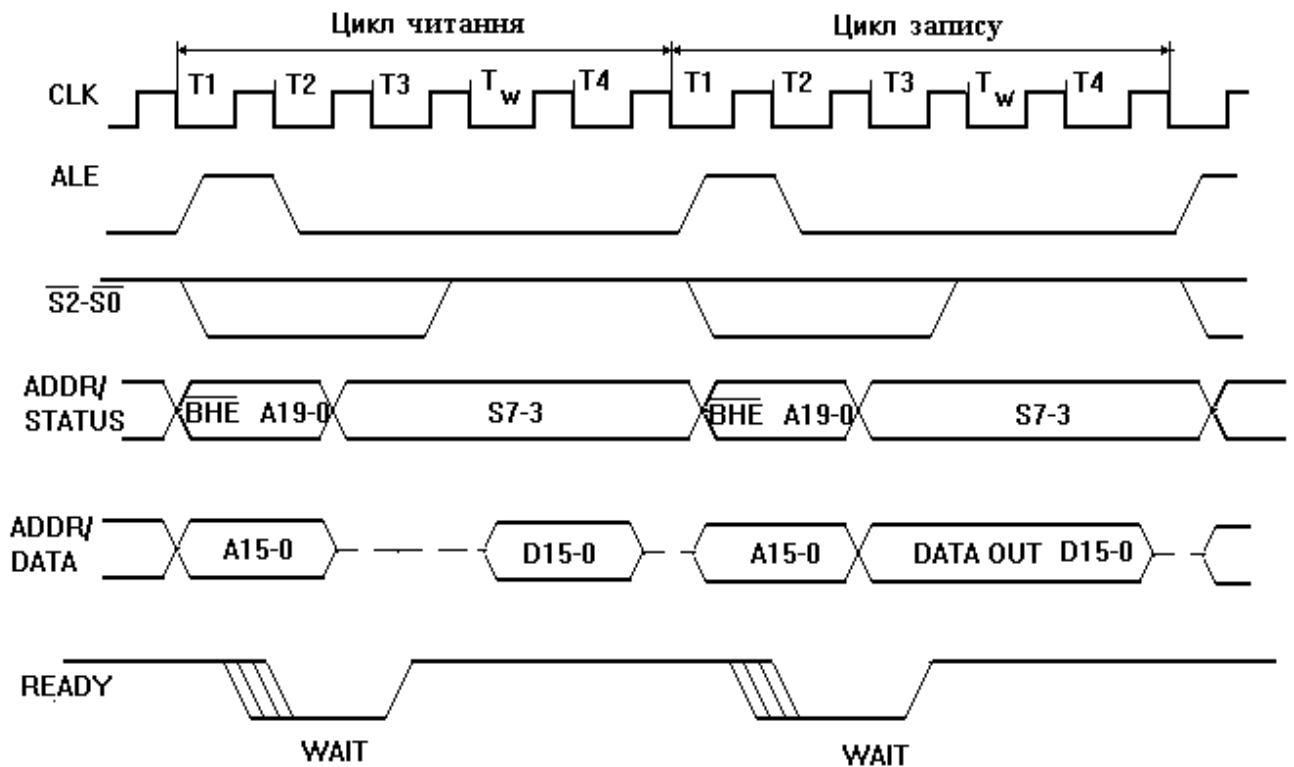 Цикл читання Цикл запису
CLK T1 T2 T3 Tw T4 T1 T2 T3 Tw T4
ALE
S2-S0
ADDR/
STATUS
BHE A19-0 S7-3 BHE A19-0 S7-3
ADDR/
DATA
A15-0 D15-0 A15-0 DATA OUT D15-0
READY
WAIT WAIT